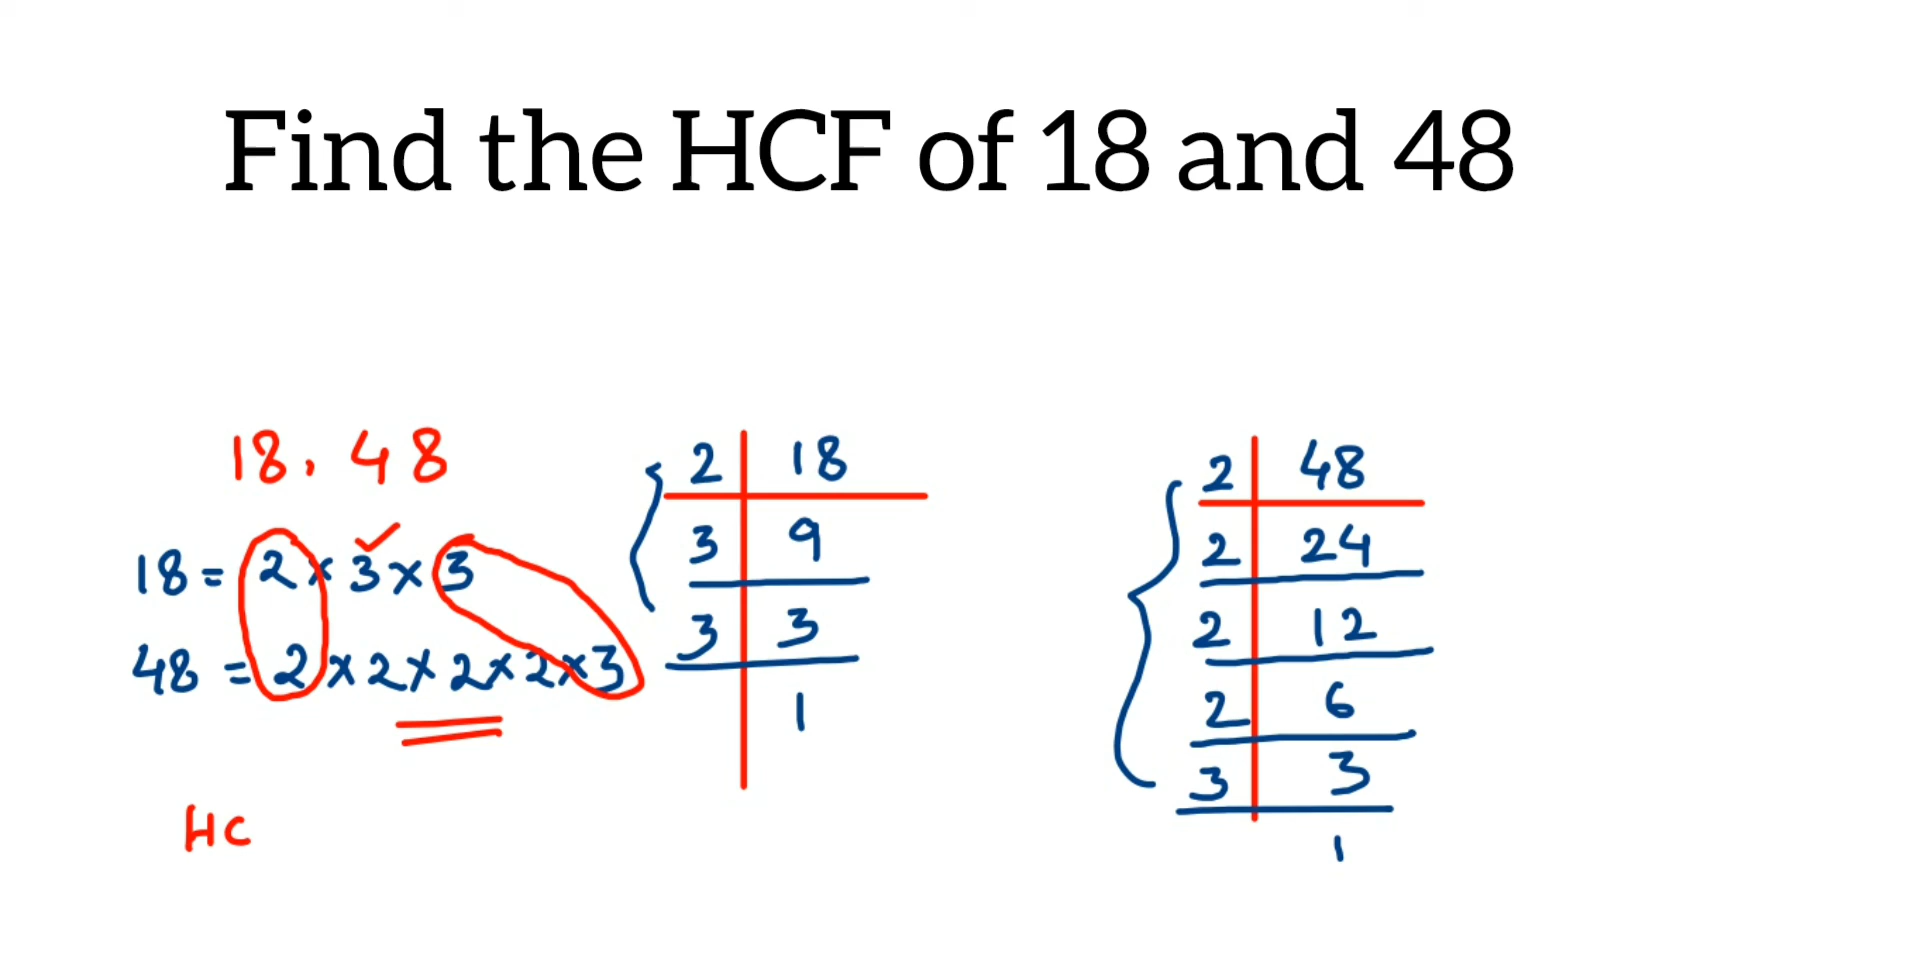 Find the HCF of 18 and 48
18, 48
18 = 2 × 3 × 3
48 = 2 × 2 × 2 × 2 × 3
HC
2 18
3 9
3 3
1
2 48
2 24
2 12
2 6
3 3
1